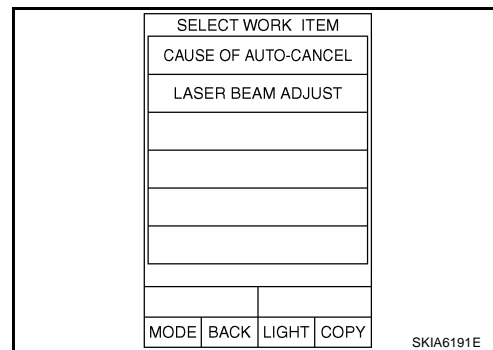 SELECT WORK ITEM
CAUSE OF AUTO-CANCEL
LASER BEAM ADJUST
MODE BACK LIGHT COPY
SKIA6191E